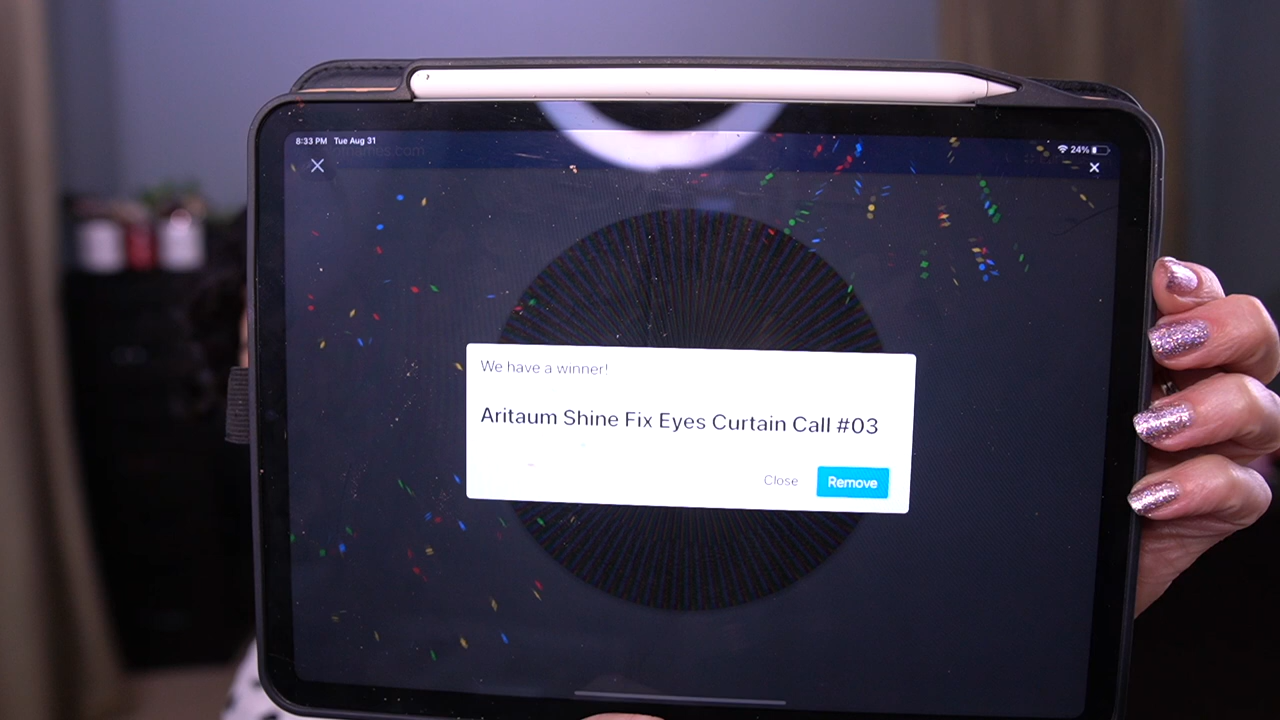 8:33 PM Tue Aug 31
24%
We have a winner!
Aritaum Shine Fix Eyes Curtain Call #03
Close
Remove